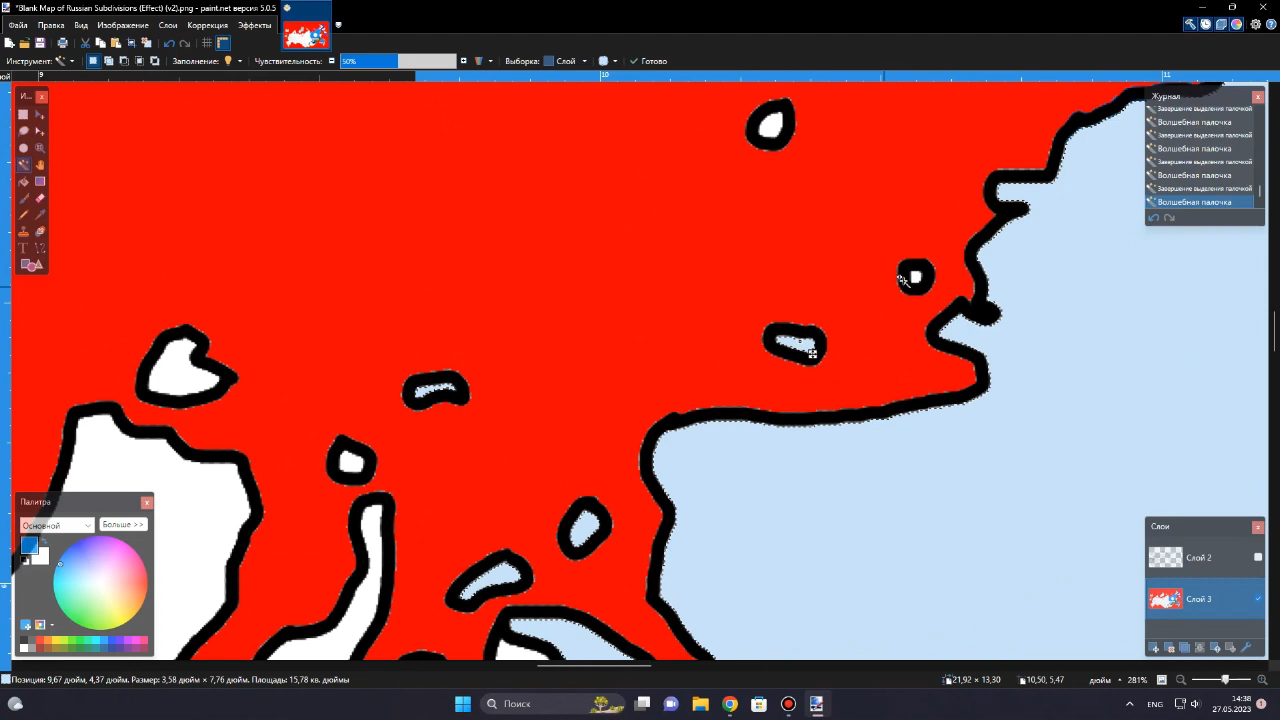 *Blank Map of Russian Subdivisions (Effect) (v2).png - paint.net версия 5.0.5
Файл Правка Вид Изображение Слои Коррекция Эффекты
Инструмент: Заполнение: Чувствительность: 50% Выборка: Слой Готово
9 10 11
И...
Журнал
Завершение выделения палочкой
Волшебная палочка
Завершение выделения палочкой
Волшебная палочка
Завершение выделения палочкой
Волшебная палочка
Завершение выделения палочкой
Волшебная палочка
Палитра
Основной Больше >>
Слои
Слой 2
Слой 3
Позиция: 9,67 дюйм, 4,37 дюйм. Размер: 3,58 дюйм × 7,76 дюйм. Площадь: 15,78 кв. дюймы
21,92 × 13,30 10,50, 5,47 дюйм 281%
Поиск
ENG 14:38
27.05.2023